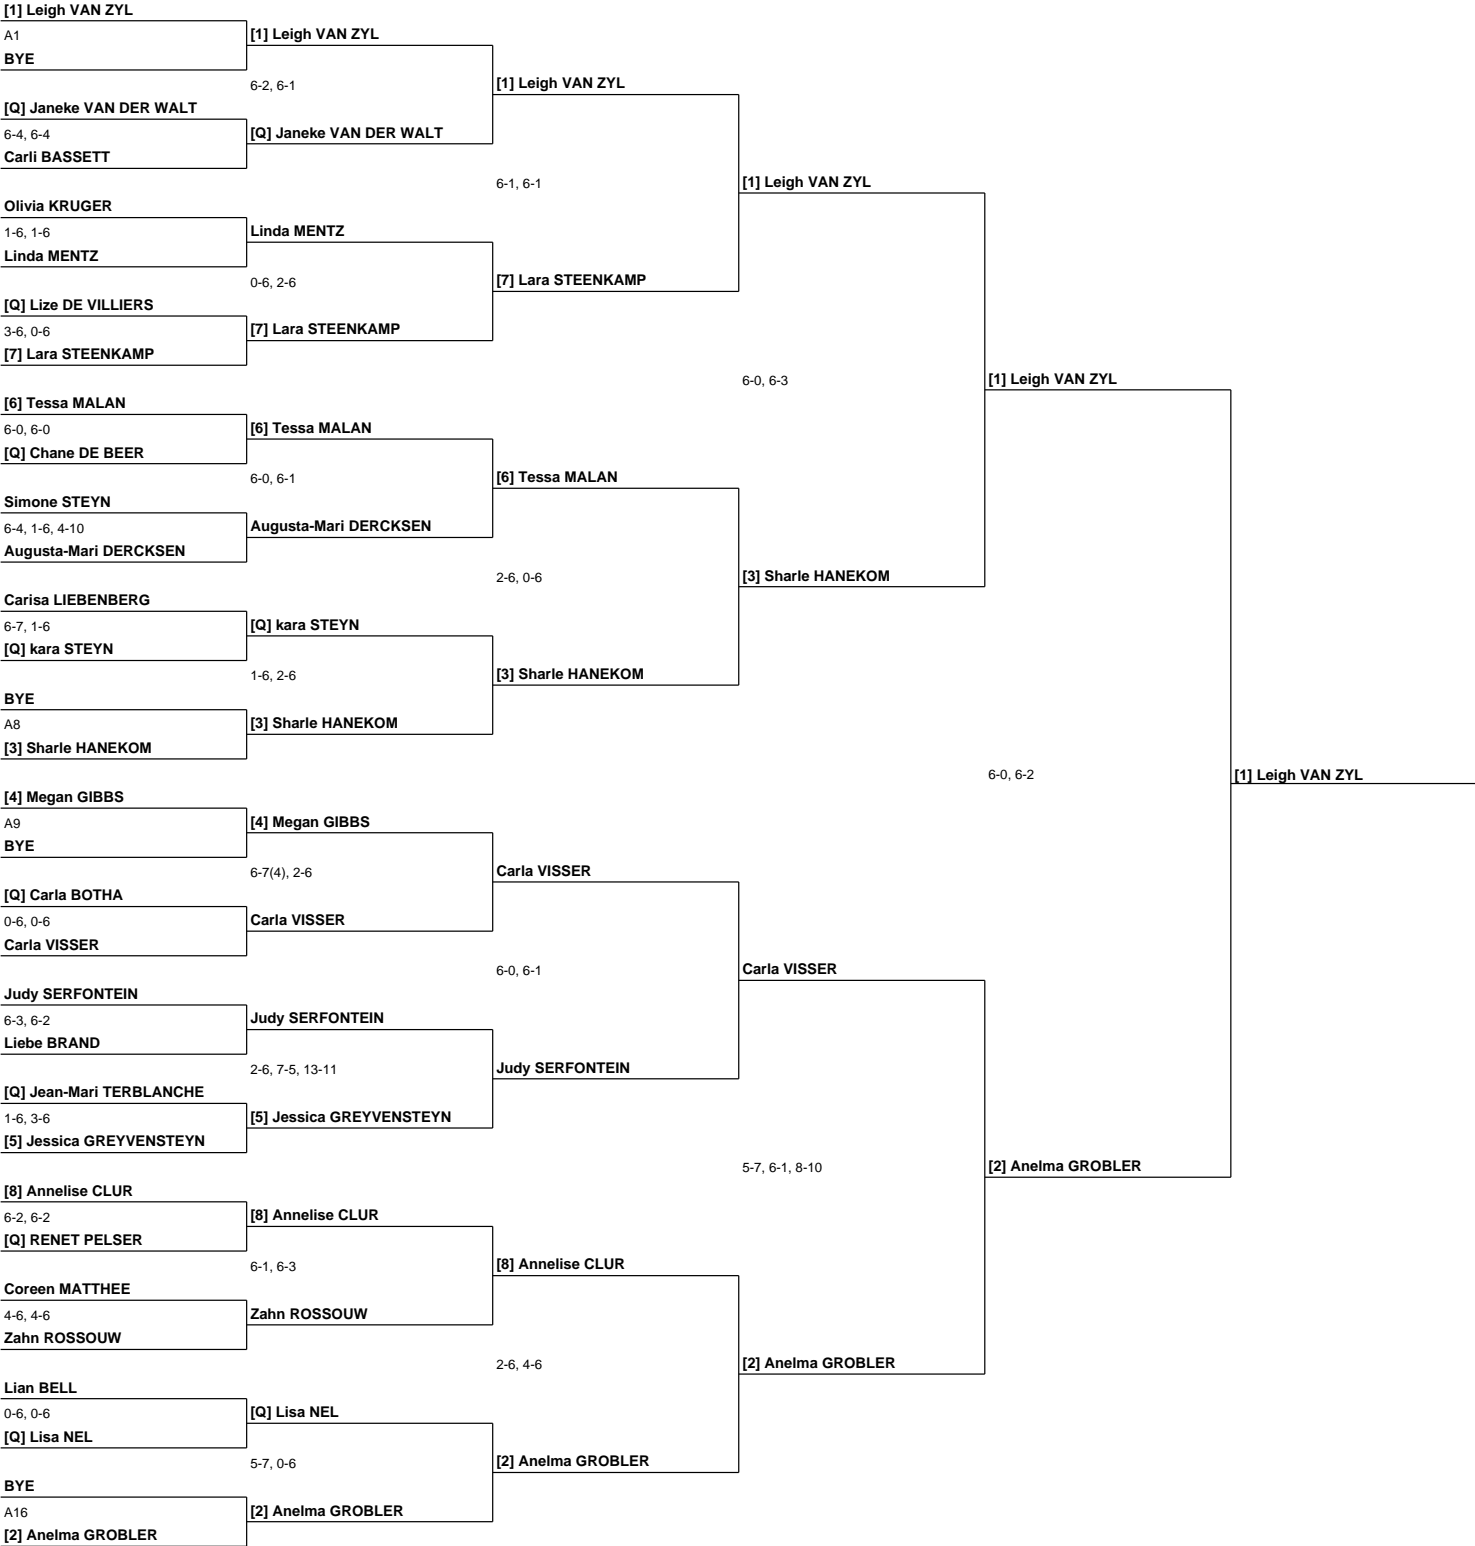 [1] Leigh VAN ZYL
A1
BYE
[Q] Janeke VAN DER WALT
6-4, 6-4
Carli BASSETT
Olivia KRUGER
1-6, 1-6
Linda MENTZ
[Q] Lize DE VILLIERS
3-6, 0-6
[7] Lara STEENKAMP
[6] Tessa MALAN
6-0, 6-0
[Q] Chane DE BEER
Simone STEYN
6-4, 1-6, 4-10
Augusta-Mari DERCKSEN
Carisa LIEBENBERG
6-7, 1-6
[Q] kara STEYN
BYE
A8
[3] Sharle HANEKOM
[4] Megan GIBBS
A9
BYE
[Q] Carla BOTHA
0-6, 0-6
Carla VISSER
Judy SERFONTEIN
6-3, 6-2
Liebe BRAND
[Q] Jean-Mari TERBLANCHE
1-6, 3-6
[5] Jessica GREYVENSTEYN
[8] Annelise CLUR
6-2, 6-2
[Q] RENET PELSER
Coreen MATTHEE
4-6, 4-6
Zahn ROSSOUW
Lian BELL
0-6, 0-6
[Q] Lisa NEL
BYE
A16
[2] Anelma GROBLER
[1] Leigh VAN ZYL
6-2, 6-1
[Q] Janeke VAN DER WALT
Linda MENTZ
0-6, 2-6
[7] Lara STEENKAMP
[6] Tessa MALAN
6-0, 6-1
Augusta-Mari DERCKSEN
[Q] kara STEYN
1-6, 2-6
[3] Sharle HANEKOM
[4] Megan GIBBS
6-7(4), 2-6
Carla VISSER
Judy SERFONTEIN
2-6, 7-5, 13-11
[5] Jessica GREYVENSTEYN
[8] Annelise CLUR
6-1, 6-3
Zahn ROSSOUW
[Q] Lisa NEL
5-7, 0-6
[2] Anelma GROBLER
[1] Leigh VAN ZYL
6-1, 6-1
[7] Lara STEENKAMP
[6] Tessa MALAN
2-6, 0-6
[3] Sharle HANEKOM
Carla VISSER
6-0, 6-1
Judy SERFONTEIN
[8] Annelise CLUR
2-6, 4-6
[2] Anelma GROBLER
[1] Leigh VAN ZYL
6-0, 6-3
[3] Sharle HANEKOM
Carla VISSER
5-7, 6-1, 8-10
[2] Anelma GROBLER
[1] Leigh VAN ZYL
6-0, 6-2
[2] Anelma GROBLER
[1] Leigh VAN ZYL